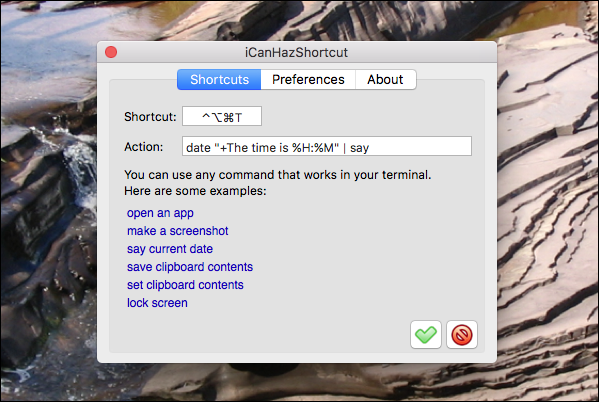 iCanHazShortcut
Shortcuts Preferences About
Shortcut: ^⌥⌘T
Action: date "+The time is %H:%M" | say
You can use any command that works in your terminal.
Here are some examples:
open an app
make a screenshot
say current date
save clipboard contents
set clipboard contents
lock screen